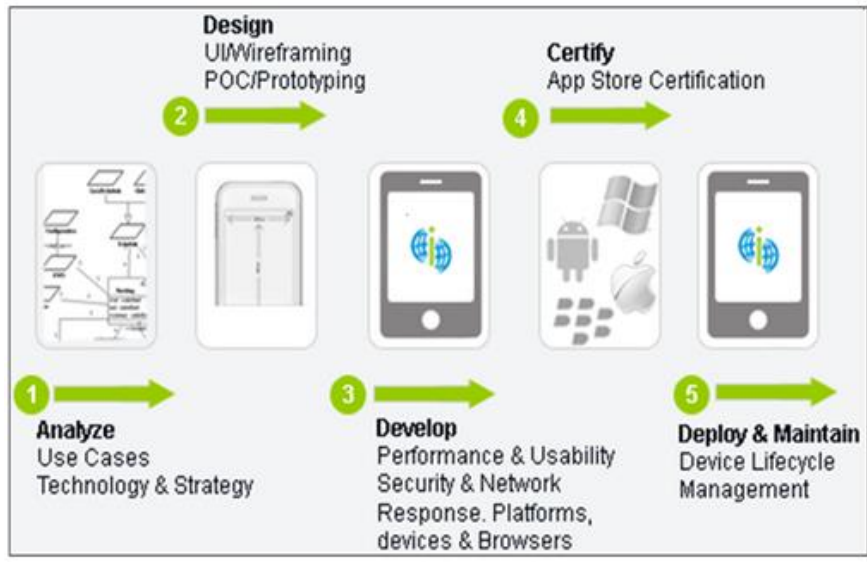 1
Analyze
Use Cases
Technology & Strategy
2
Design
UI/Wireframing
POC/Prototyping
3
Develop
Performance & Usability
Security & Network
Response. Platforms,
devices & Browsers
4
Certify
App Store Certification
5
Deploy & Maintain
Device Lifecycle
Management